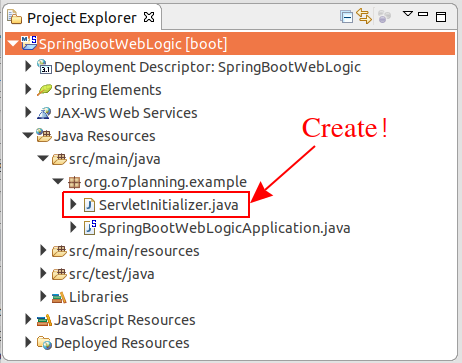 Project Explorer
SpringBootWebLogic [boot]
Deployment Descriptor: SpringBootWebLogic
Spring Elements
JAX-WS Web Services
Java Resources
src/main/java
Create!
org.o7planning.example
ServletInitializer.java
SpringBootWebLogicApplication.java
src/main/resources
src/test/java
Libraries
JavaScript Resources
Deployed Resources